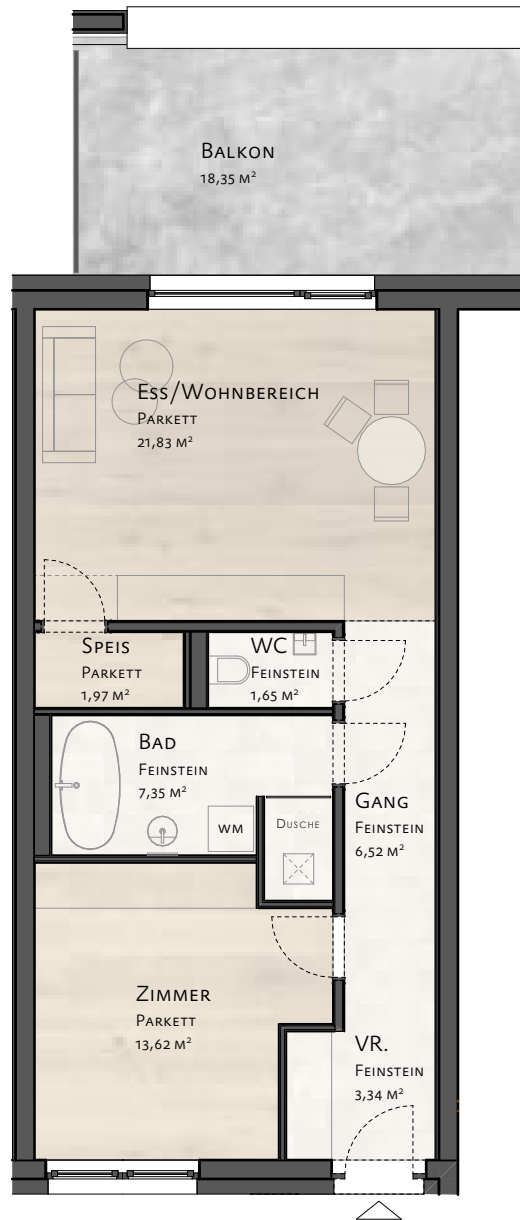 Balkon
18,35 m²
Ess/Wohnbereich
Parkett
21,83 m²
Speis
Parkett
1,97 m²
WC
Feinstein
1,65 m²
Bad
Feinstein
7,35 m²
WM
Dusche
Gang
Feinstein
6,52 m²
Zimmer
Parkett
13,62 m²
VR.
Feinstein
3,34 m²